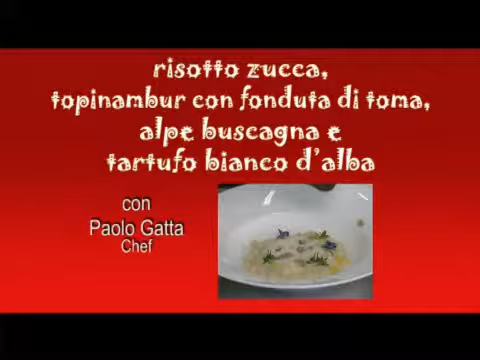 risotto zucca,
topinambur con fonduta di toma,
alpe buscagna e
tartufo bianco d'alba
con
Paolo Gatta
Chef